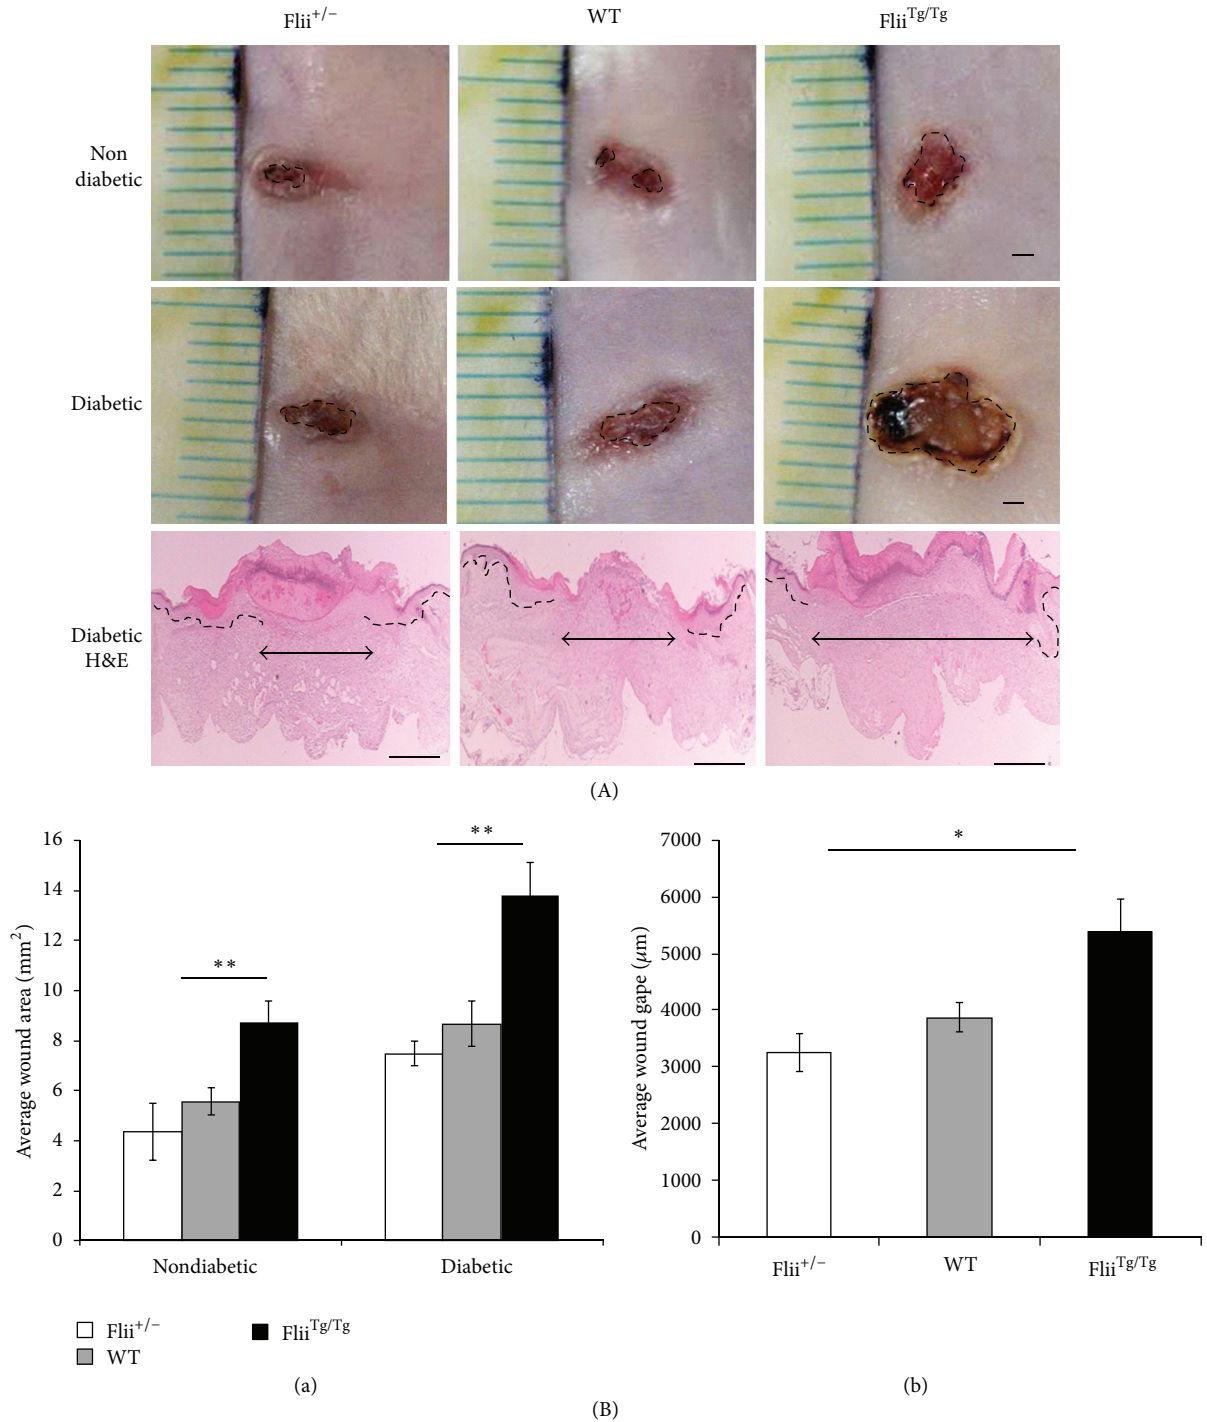 Flii+/− WT FliiTg/Tg
Non
diabetic
Diabetic
Diabetic
H&E
(A)
16
14
12
10
8
6
4
2
0
Average wound area (mm2)
**
**
Nondiabetic Diabetic
Flii+/−
WT
FliiTg/Tg
(a)
7000
6000
5000
4000
3000
2000
1000
0
Average wound gape (μm)
*
Flii+/− WT FliiTg/Tg
(b)
(B)